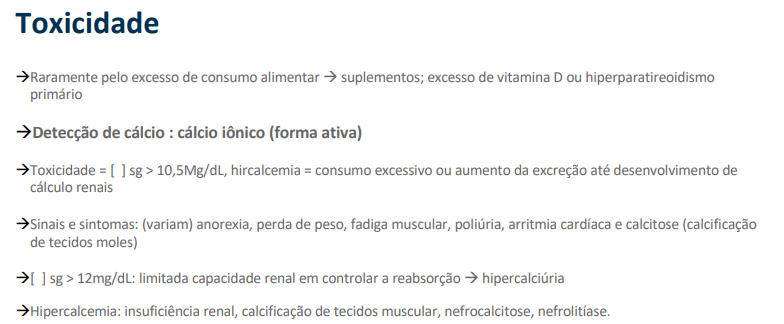 Toxicidade
→Raramente pelo excesso de consumo alimentar → suplementos; excesso de vitamina D ou hiperparatireoidismo
primário
→Detecção de cálcio : cálcio iônico (forma ativa)
→Toxicidade = [ ] sg > 10,5Mg/dL, hircalcemia = consumo excessivo ou aumento da excreção até desenvolvimento de
cálculo renais
→Sinais e sintomas: (variam) anorexia, perda de peso, fadiga muscular, poliúria, arritmia cardíaca e calcitose (calcificação
de tecidos moles)
→[ ] sg > 12mg/dL: limitada capacidade renal em controlar a reabsorção → hipercalciúria
→Hipercalcemia: insuficiência renal, calcificação de tecidos muscular, nefrocalcitose, nefrolitíase.